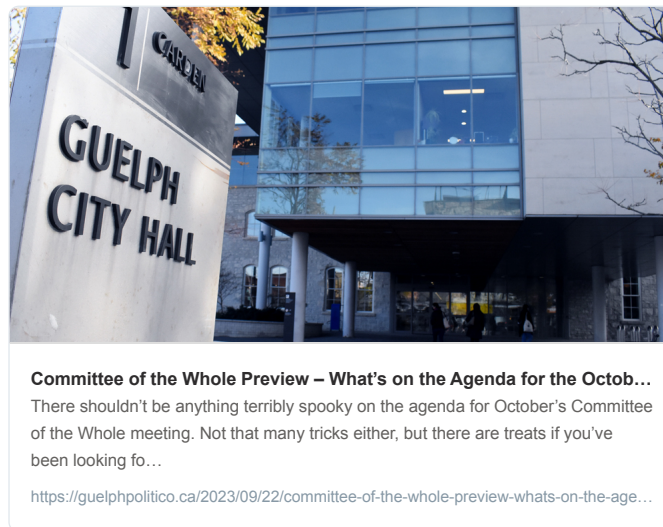 1 CARDEN
GUELPH
CITY HALL
Committee of the Whole Preview – What's on the Agenda for the Octob…
There shouldn't be anything terribly spooky on the agenda for October's Committee
of the Whole meeting. Not that many tricks either, but there are treats if you've
been looking fo…
https://guelphpolitico.ca/2023/09/22/committee-of-the-whole-preview-whats-on-the-age…